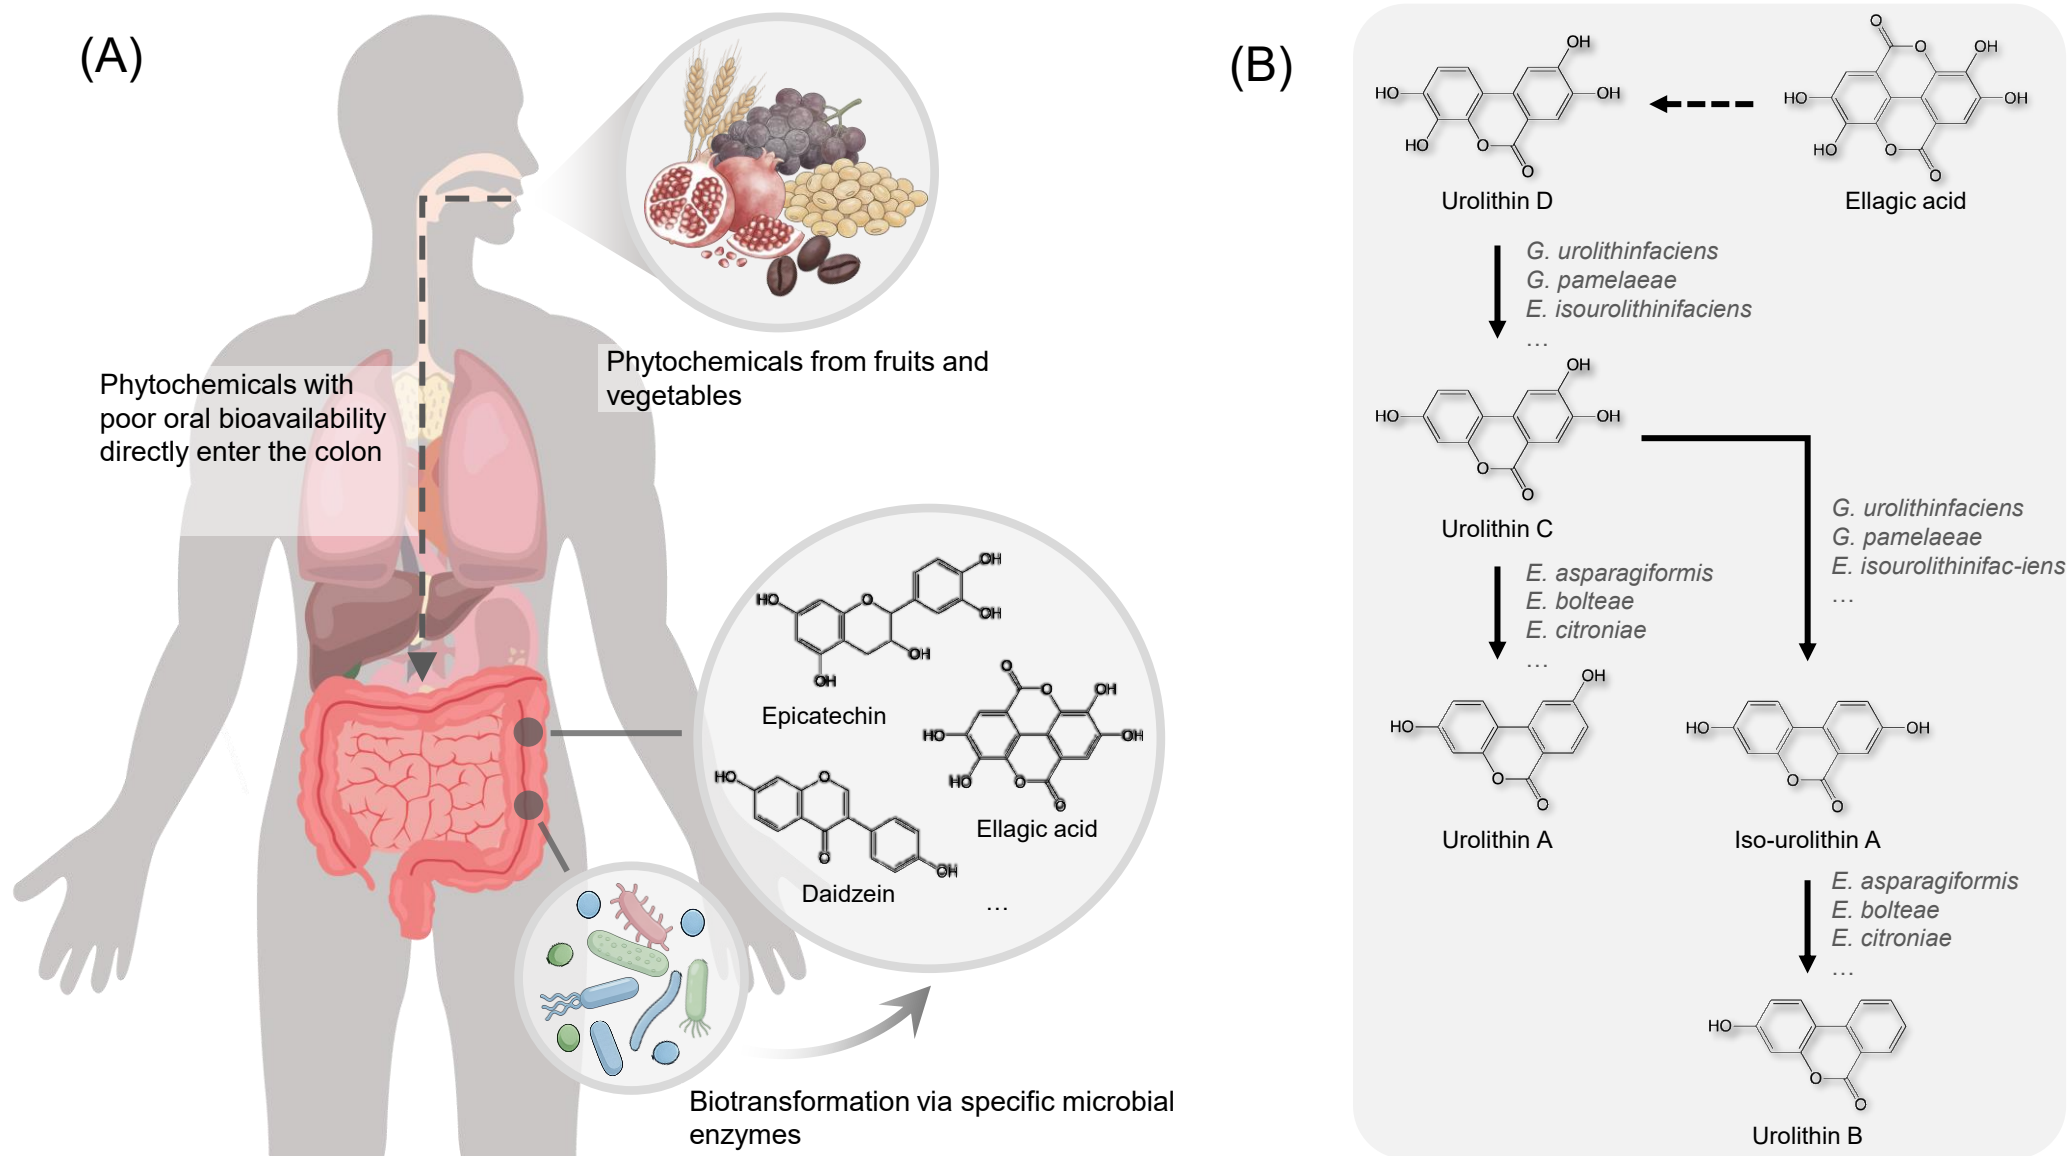 (A)
Phytochemicals from fruits and
vegetables
Phytochemicals with
poor oral bioavailability
directly enter the colon
HO
O
OH
OH
OH
OH
Epicatechin
O
O
OH
HO
OH
HO
O
O
Ellagic acid
HO
O
O
OH
Daidzein
...
Biotransformation via specific microbial
enzymes
(B)
OH
HO
OH
HO
O
O
Urolithin D
O
O
OH
HO
OH
HO
O
O
Ellagic acid
G. urolithinfaciens
G. pamelaeae
E. isourolithinifaciens
...
OH
HO
OH
O
O
Urolithin C
E. asparagiformis
E. bolteae
E. citroniae
...
G. urolithinfaciens
G. pamelaeae
E. isourolithinifac-iens
...
OH
HO
O
O
Urolithin A
HO
OH
O
O
Iso-urolithin A
E. asparagiformis
E. bolteae
E. citroniae
...
HO
O
O
Urolithin B